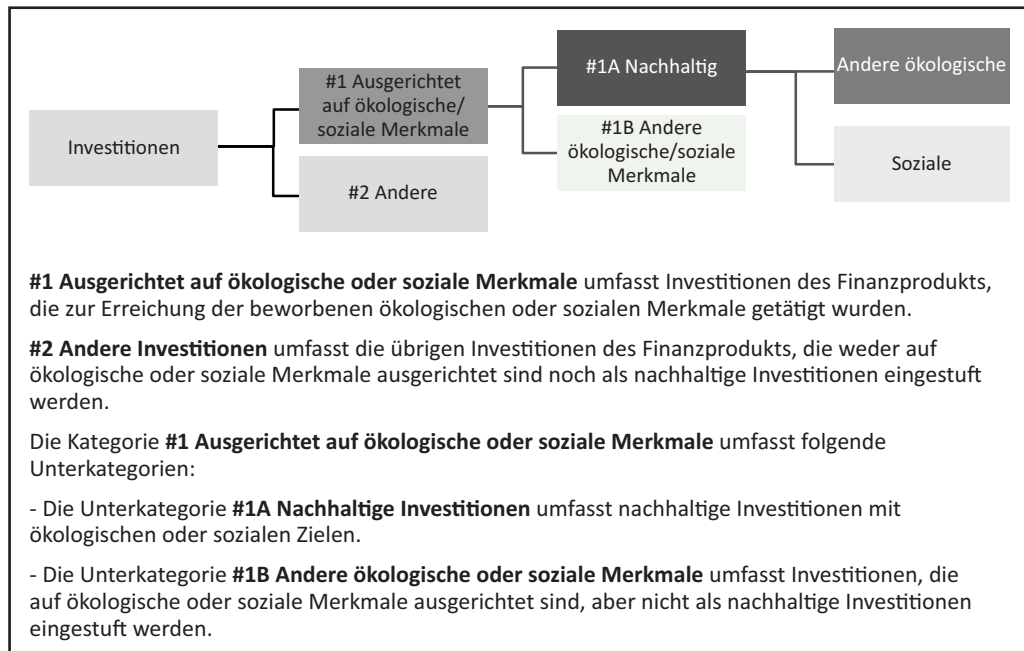 Investitionen
#1 Ausgerichtet
auf ökologische/
soziale Merkmale
#2 Andere
#1A Nachhaltig
#1B Andere
ökologische/soziale
Merkmale
Andere ökologische
Soziale
#1 Ausgerichtet auf ökologische oder soziale Merkmale umfasst Investitionen des Finanzprodukts,
die zur Erreichung der beworbenen ökologischen oder sozialen Merkmale getätigt wurden.
#2 Andere Investitionen umfasst die übrigen Investitionen des Finanzprodukts, die weder auf
ökologische oder soziale Merkmale ausgerichtet sind noch als nachhaltige Investitionen eingestuft
werden.
Die Kategorie #1 Ausgerichtet auf ökologische oder soziale Merkmale umfasst folgende
Unterkategorien:
- Die Unterkategorie #1A Nachhaltige Investitionen umfasst nachhaltige Investitionen mit
ökologischen oder sozialen Zielen.
- Die Unterkategorie #1B Andere ökologische oder soziale Merkmale umfasst Investitionen, die
auf ökologische oder soziale Merkmale ausgerichtet sind, aber nicht als nachhaltige Investitionen
eingestuft werden.